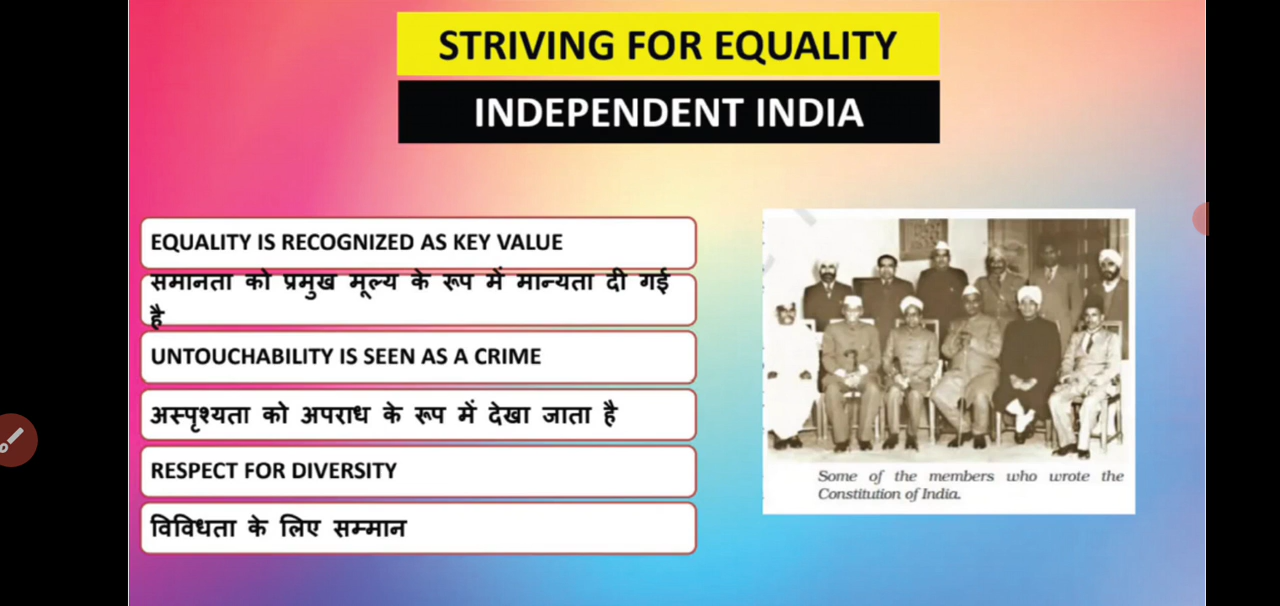 STRIVING FOR EQUALITY
INDEPENDENT INDIA
EQUALITY IS RECOGNIZED AS KEY VALUE
समानता को प्रमुख मूल्य के रूप में मान्यता दी गई
है
UNTOUCHABILITY IS SEEN AS A CRIME
अस्पृश्यता को अपराध के रूप में देखा जाता है
RESPECT FOR DIVERSITY
विविधता के लिए सम्मान
Some of the members who wrote the
Constitution of India.